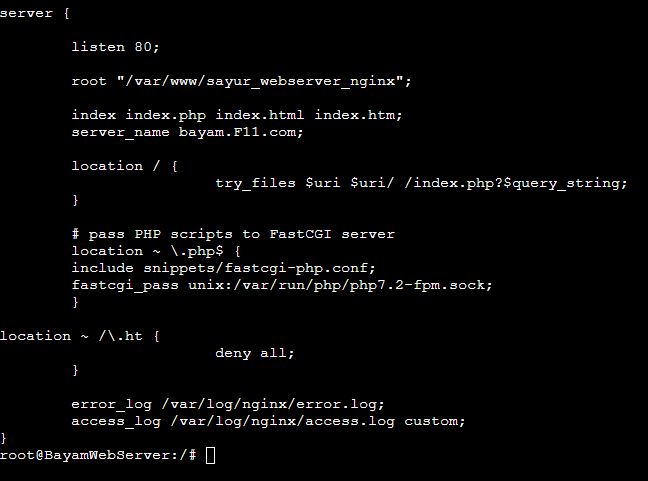 server {
listen 80;
root "/var/www/sayur_webserver_nginx";
index index.php index.html index.htm;
server_name bayam.F11.com;
location / {
try_files $uri $uri/ /index.php?$query_string;
}
# pass PHP scripts to FastCGI server
location ~ \.php$ {
include snippets/fastcgi-php.conf;
fastcgi_pass unix:/var/run/php/php7.2-fpm.sock;
}
location ~ /\.ht {
deny all;
}
error_log /var/log/nginx/error.log;
access_log /var/log/nginx/access.log custom;
}
root@BayamWebServer:/#